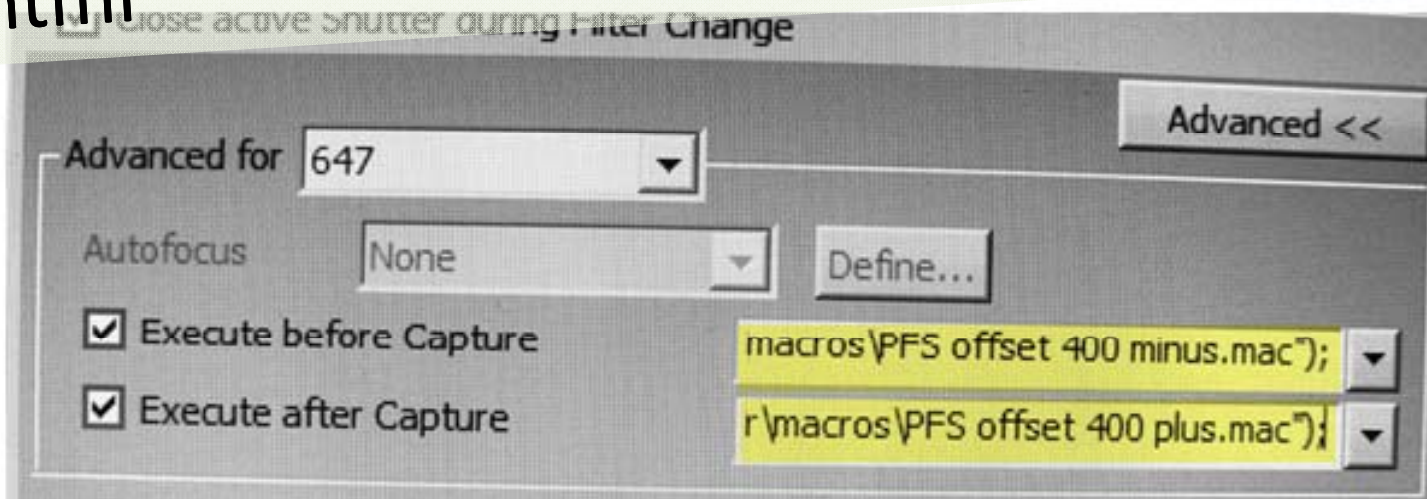 Close active Shutter during Filter Change
Advanced <<
Advanced for 647
Autofocus None Define...
Execute before Capture macros\PFS offset 400 minus.mac");
Execute after Capture r\macros\PFS offset 400 plus.mac");